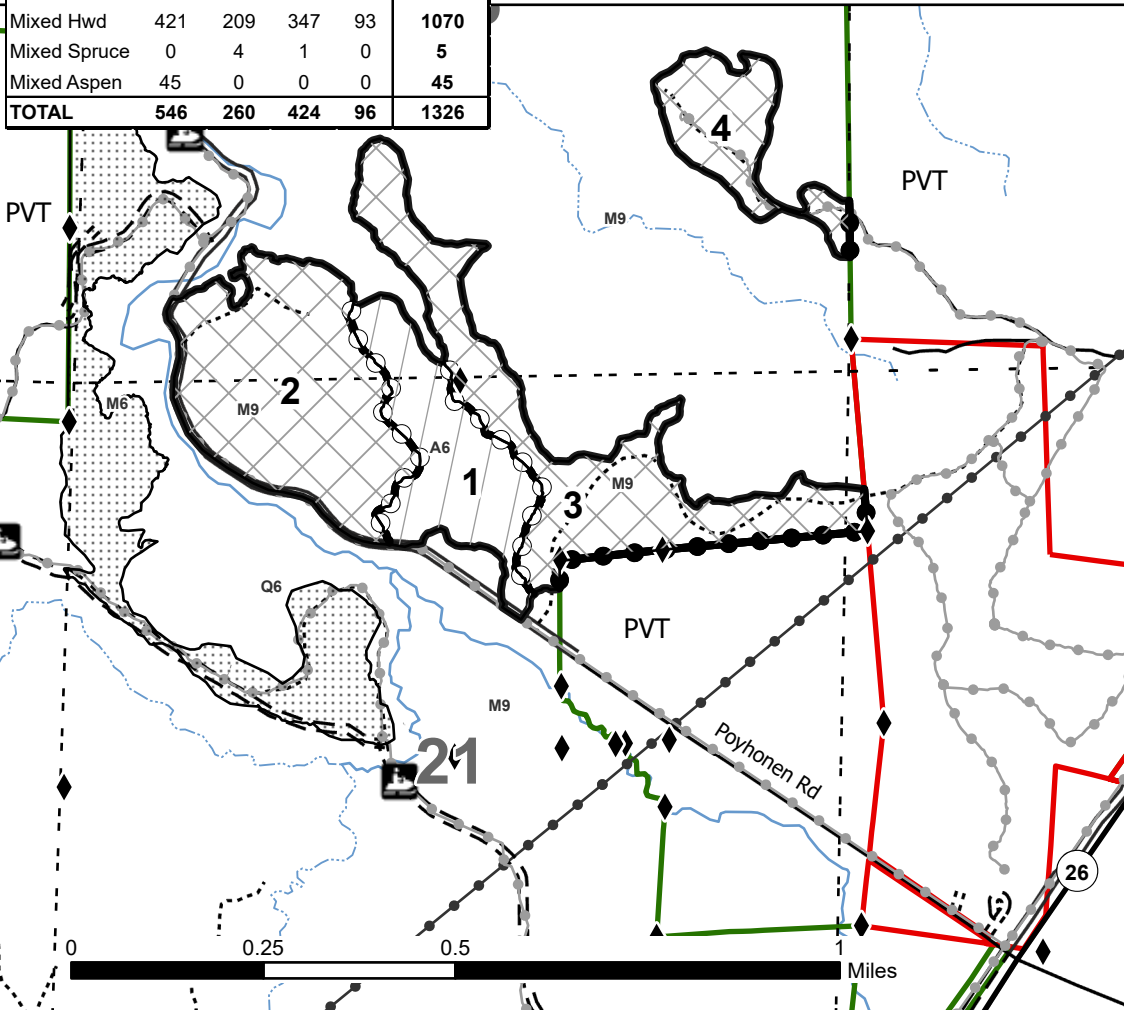 Mixed Hwd 421 209 347 93 1070
Mixed Spruce 0 4 1 0 5
Mixed Aspen 45 0 0 0 45
TOTAL 546 260 424 96 1326
4
PVT
PVT
M9
2
M9
M6
A6
1
3
M9
Q6
PVT
M9
21
Poyhonen Rd
26
0 0.25 0.5 1
Miles